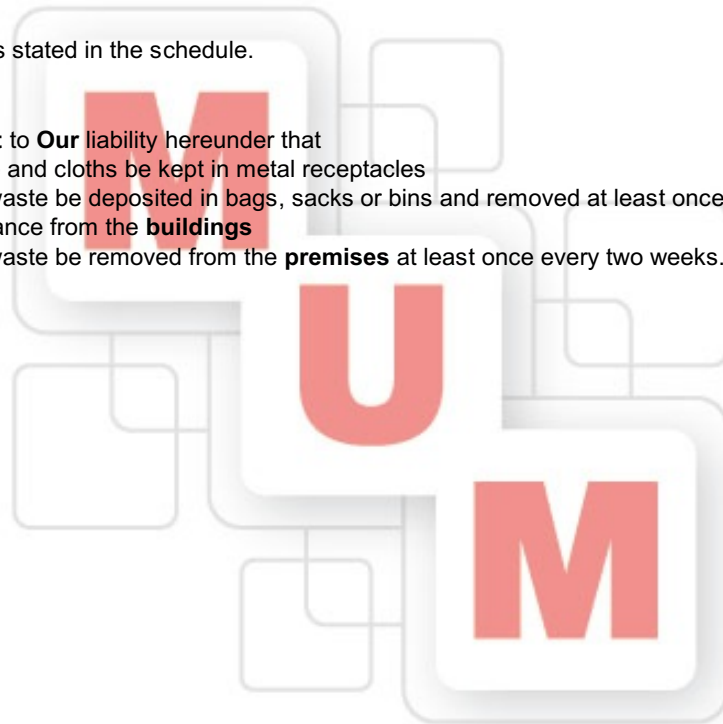 s stated in the schedule.
: to Our liability hereunder that
and cloths be kept in metal receptacles
vaste be deposited in bags, sacks or bins and removed at least once
ance from the buildings
vaste be removed from the premises at least once every two weeks.
M
U
M